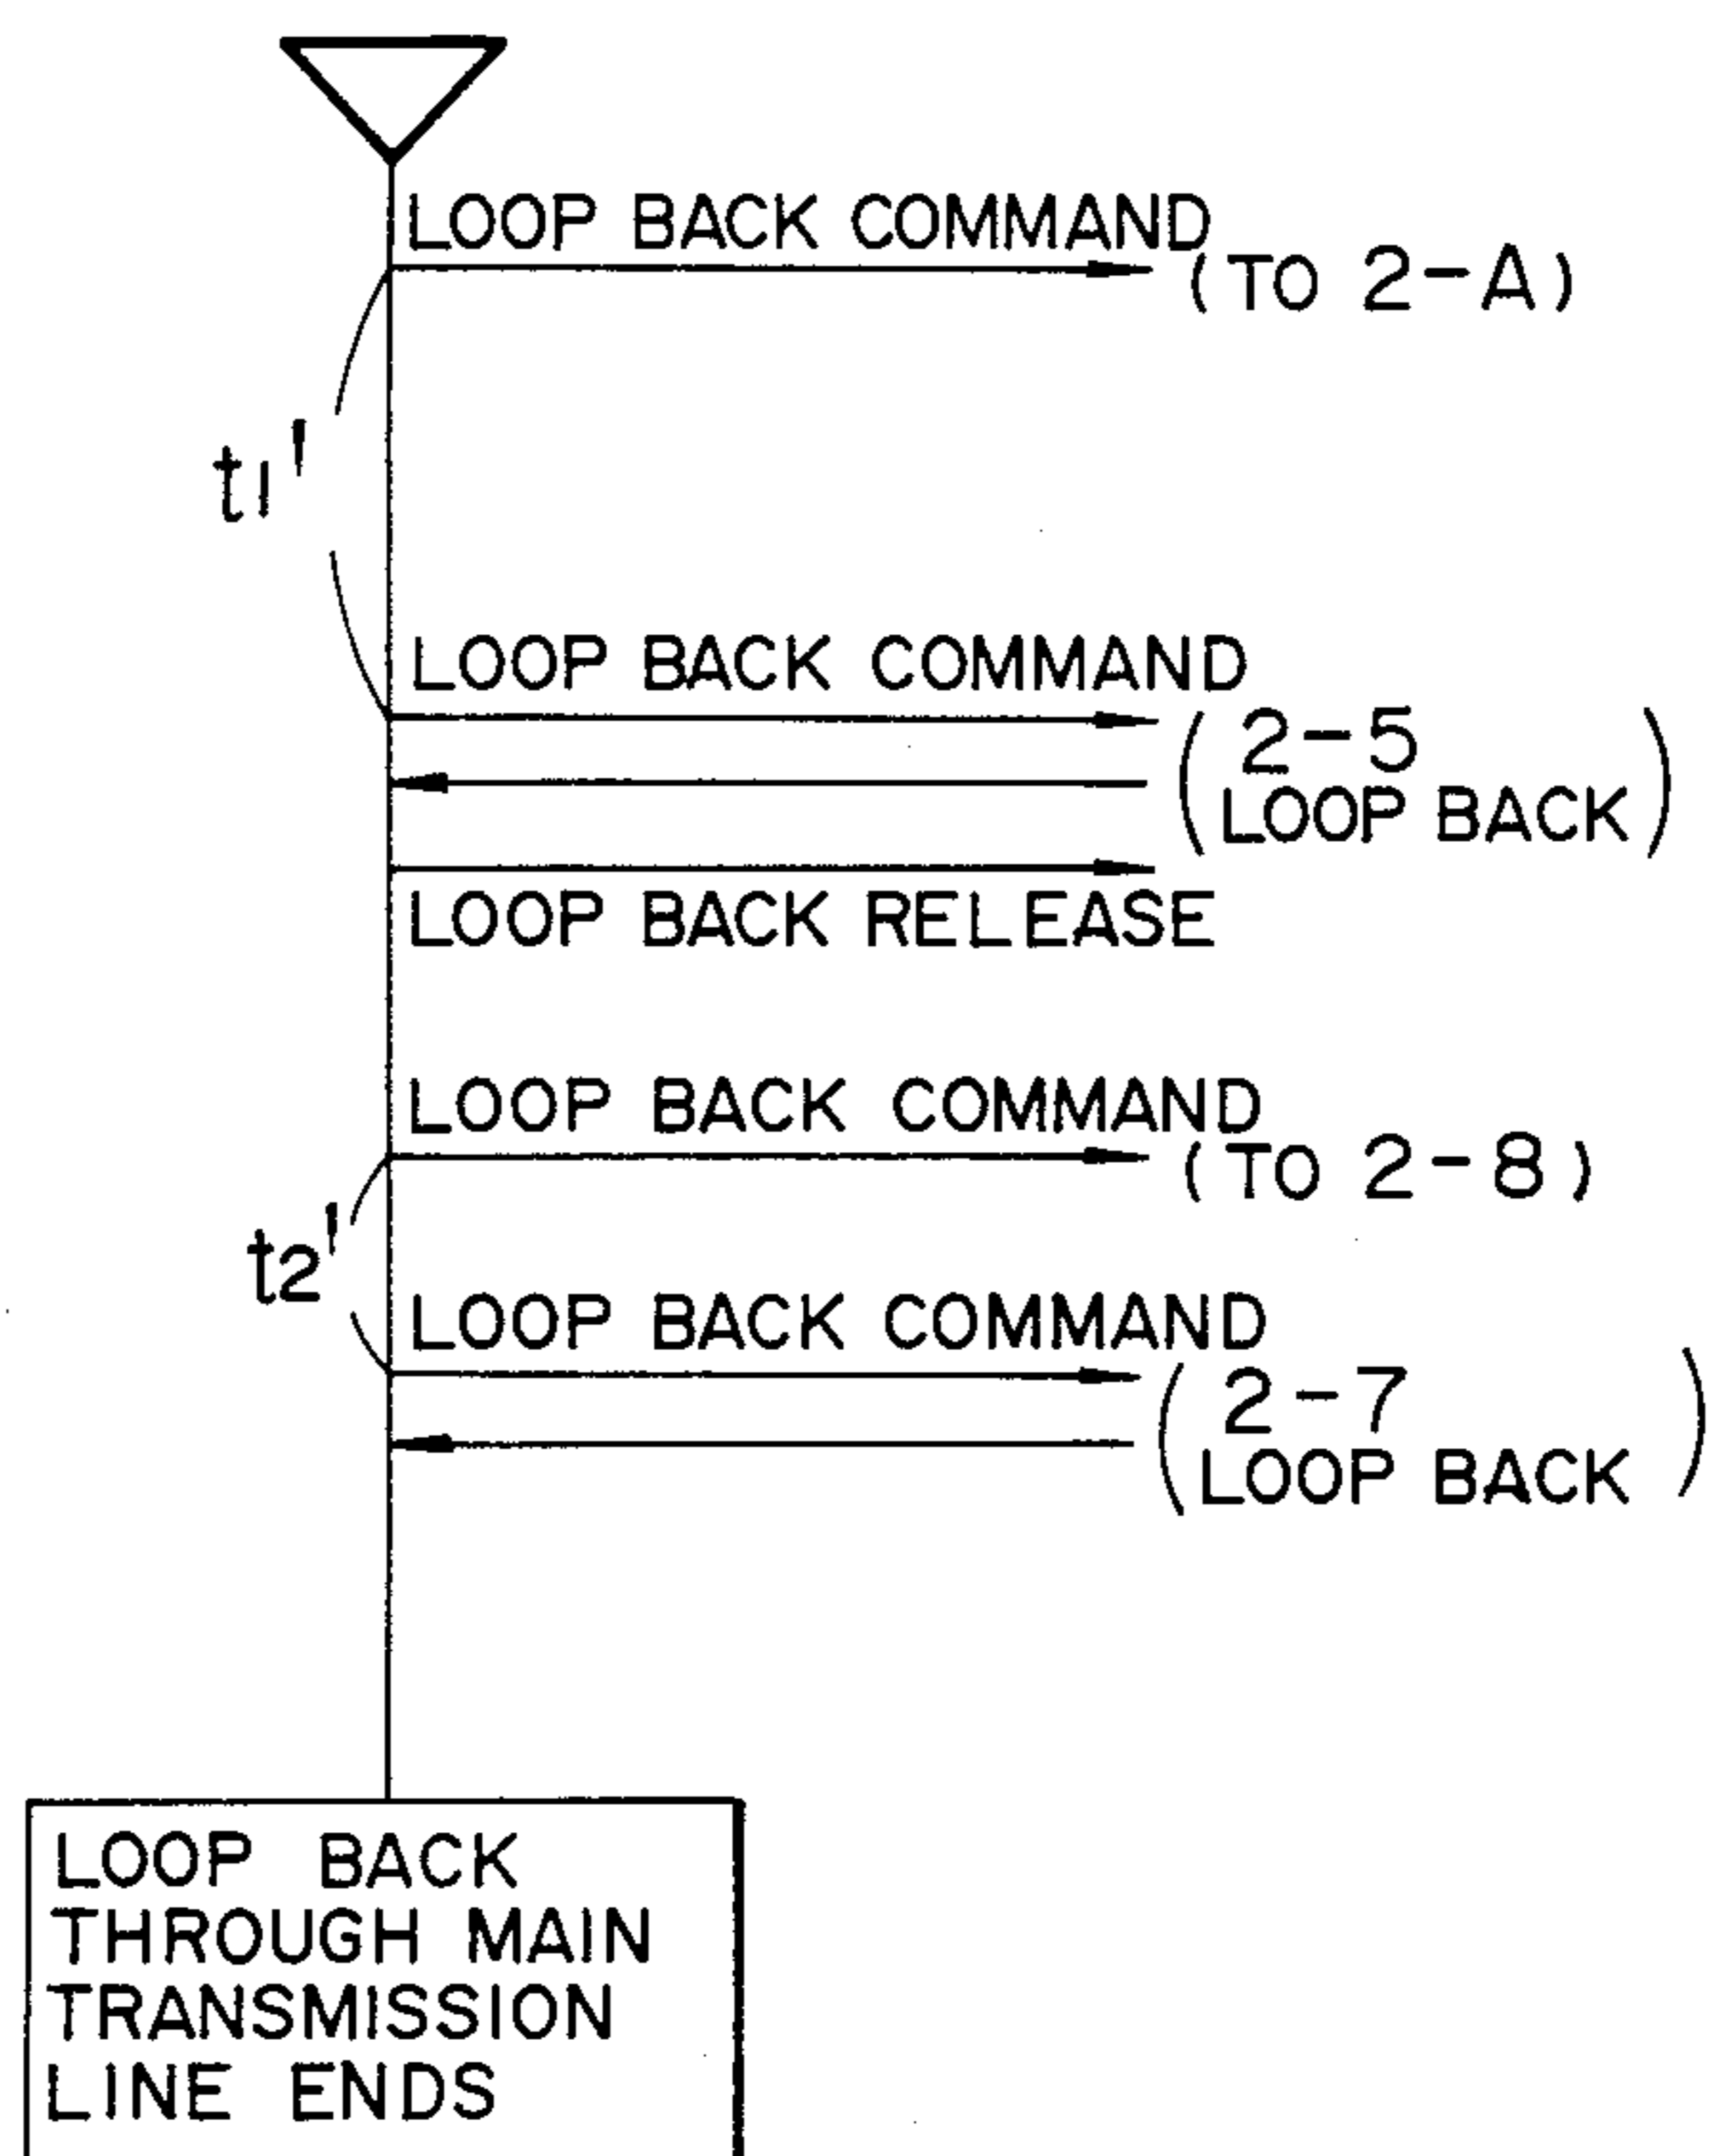 LOOP BACK COMMAND
(TO 2-A)
t1'
LOOP BACK COMMAND
(2-5
LOOP BACK)
LOOP BACK RELEASE
LOOP BACK COMMAND
(TO 2-8)
t2'
LOOP BACK COMMAND
(2-7
LOOP BACK)
LOOP BACK
THROUGH MAIN
TRANSMISSION
LINE ENDS